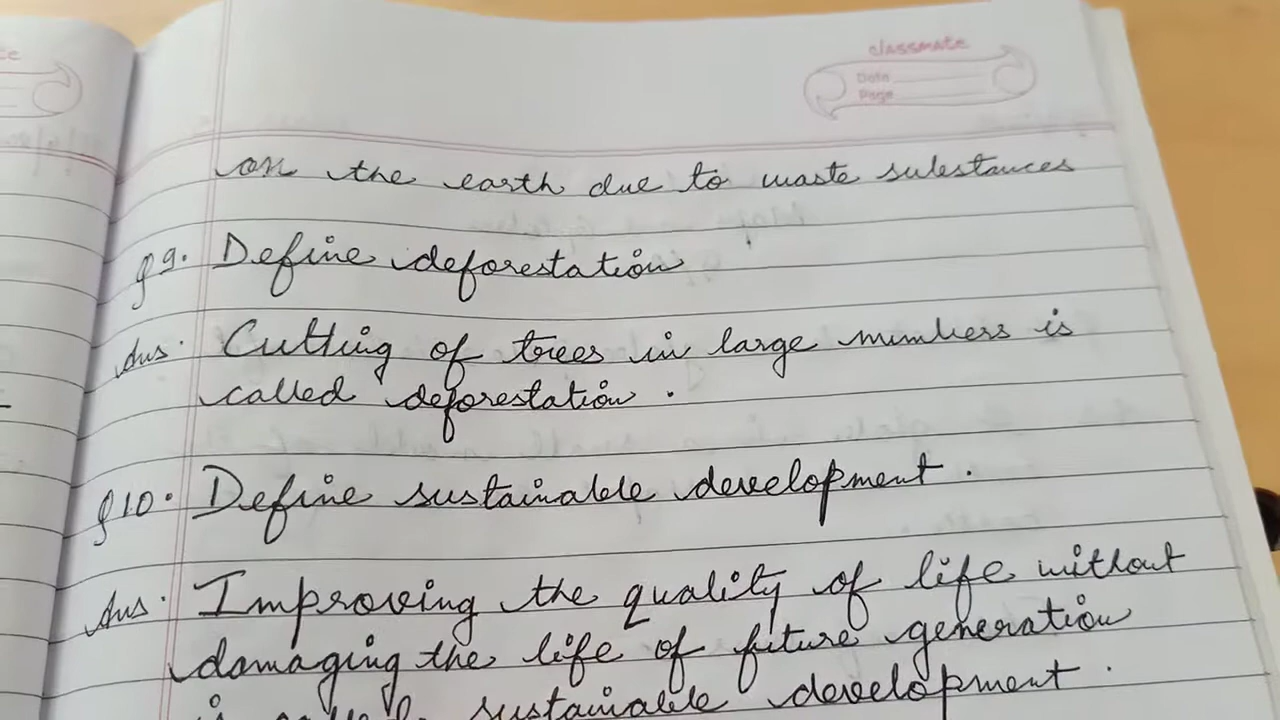 classmate
Date
Page
on the earth due to waste substances
Q9. Define deforestation
Ans. Cutting of trees in large numbers is
called deforestation.
Q10. Define sustainable development.
Ans. Improving the quality of life without
damaging the life of future generation
is called sustainable development.